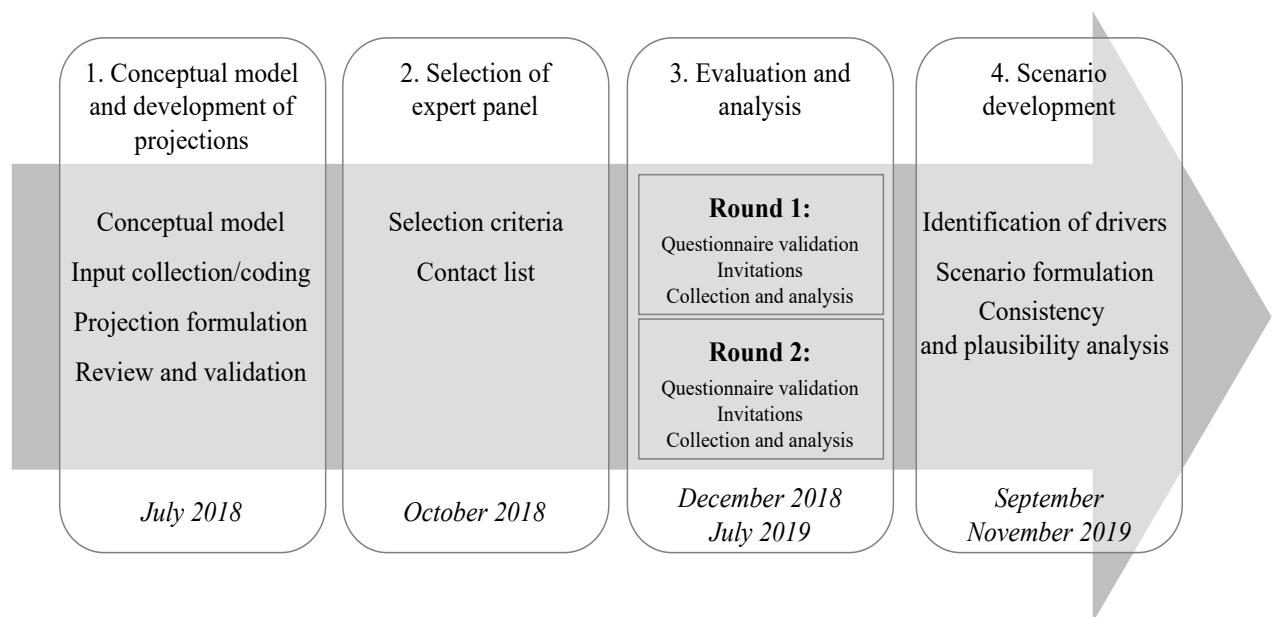 1. Conceptual model
and development of
projections
Conceptual model
Input collection/coding
Projection formulation
Review and validation
July 2018
2. Selection of
expert panel
Selection criteria
Contact list
October 2018
3. Evaluation and
analysis
Round 1:
Questionnaire validation
Invitations
Collection and analysis
Round 2:
Questionnaire validation
Invitations
Collection and analysis
December 2018
July 2019
4. Scenario
development
Identification of drivers
Scenario formulation
Consistency
and plausibility analysis
September
November 2019